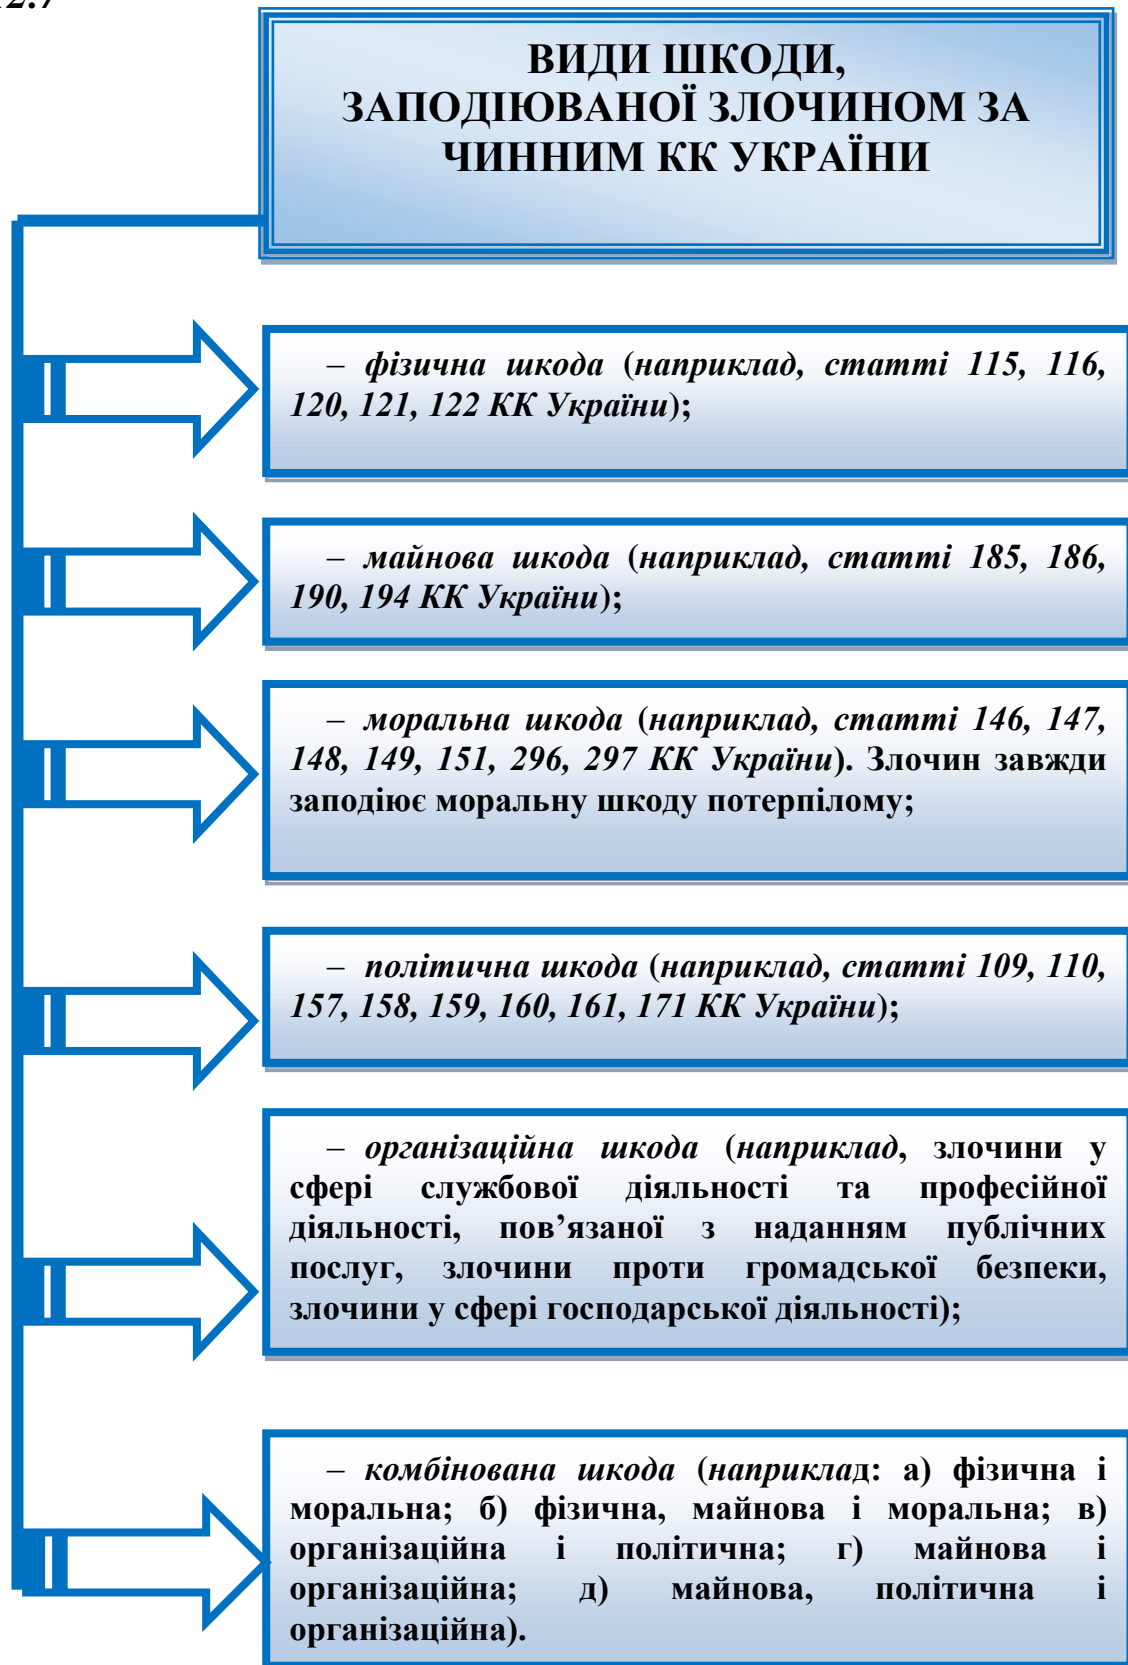 ВИДИ ШКОДИ,
ЗАПОДІЮВАНОЇ ЗЛОЧИНОМ ЗА
ЧИННИМ КК УКРАЇНИ
– фізична шкода (наприклад, статті 115, 116,
120, 121, 122 КК України);
– майнова шкода (наприклад, статті 185, 186,
190, 194 КК України);
– моральна шкода (наприклад, статті 146, 147,
148, 149, 151, 296, 297 КК України). Злочин завжди
заподіює моральну шкоду потерпілому;
– політична шкода (наприклад, статті 109, 110,
157, 158, 159, 160, 161, 171 КК України);
– організаційна шкода (наприклад, злочини у
сфері службової діяльності та професійної
діяльності, пов’язаної з наданням публічних
послуг, злочини проти громадської безпеки,
злочини у сфері господарської діяльності);
– комбінована шкода (наприклад: а) фізична і
моральна; б) фізична, майнова і моральна; в)
організаційна і політична; г) майнова і
організаційна; д) майнова, політична і
організаційна).